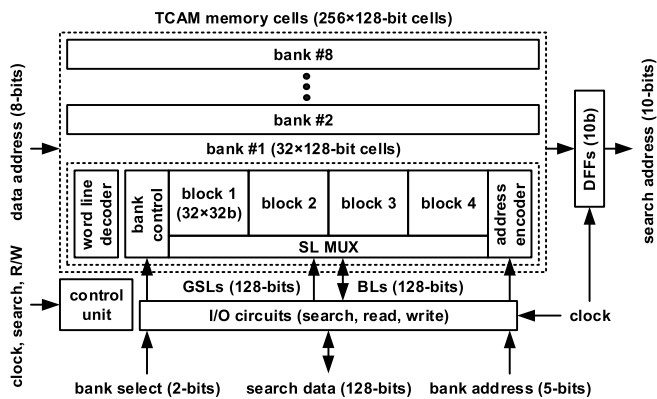 TCAM memory cells (256×128-bit cells)
bank #8
bank #2
bank #1 (32×128-bit cells)
data address (8-bits)
word line
decoder
bank
control
block 1
(32×32b)
block 2
block 3
block 4
SL MUX
address
encoder
DFFs (10b)
search address (10-bits)
GSLs (128-bits)
BLs (128-bits)
clock, search, R/W
control
unit
I/O circuits (search, read, write)
clock
bank select (2-bits)
search data (128-bits)
bank address (5-bits)